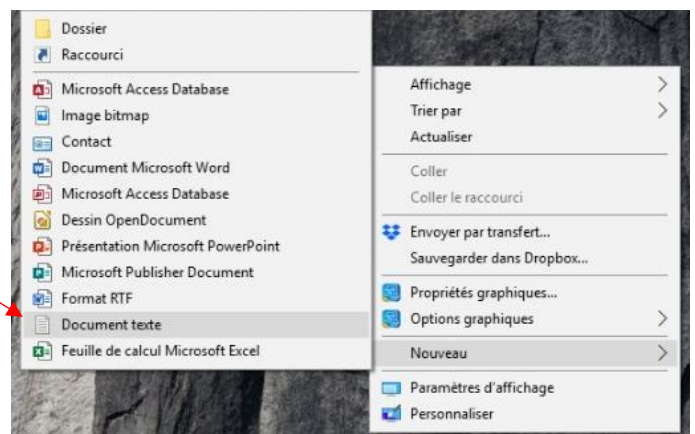 Dossier
Raccourci
Microsoft Access Database
Image bitmap
Contact
Document Microsoft Word
Microsoft Access Database
Dessin OpenDocument
Présentation Microsoft PowerPoint
Microsoft Publisher Document
Format RTF
Document texte
Feuille de calcul Microsoft Excel
Affichage
Trier par
Actualiser
Coller
Coller le raccourci
Envoyer par transfert...
Sauvegarder dans Dropbox...
Propriétés graphiques...
Options graphiques
Nouveau
Paramètres d'affichage
Personnaliser